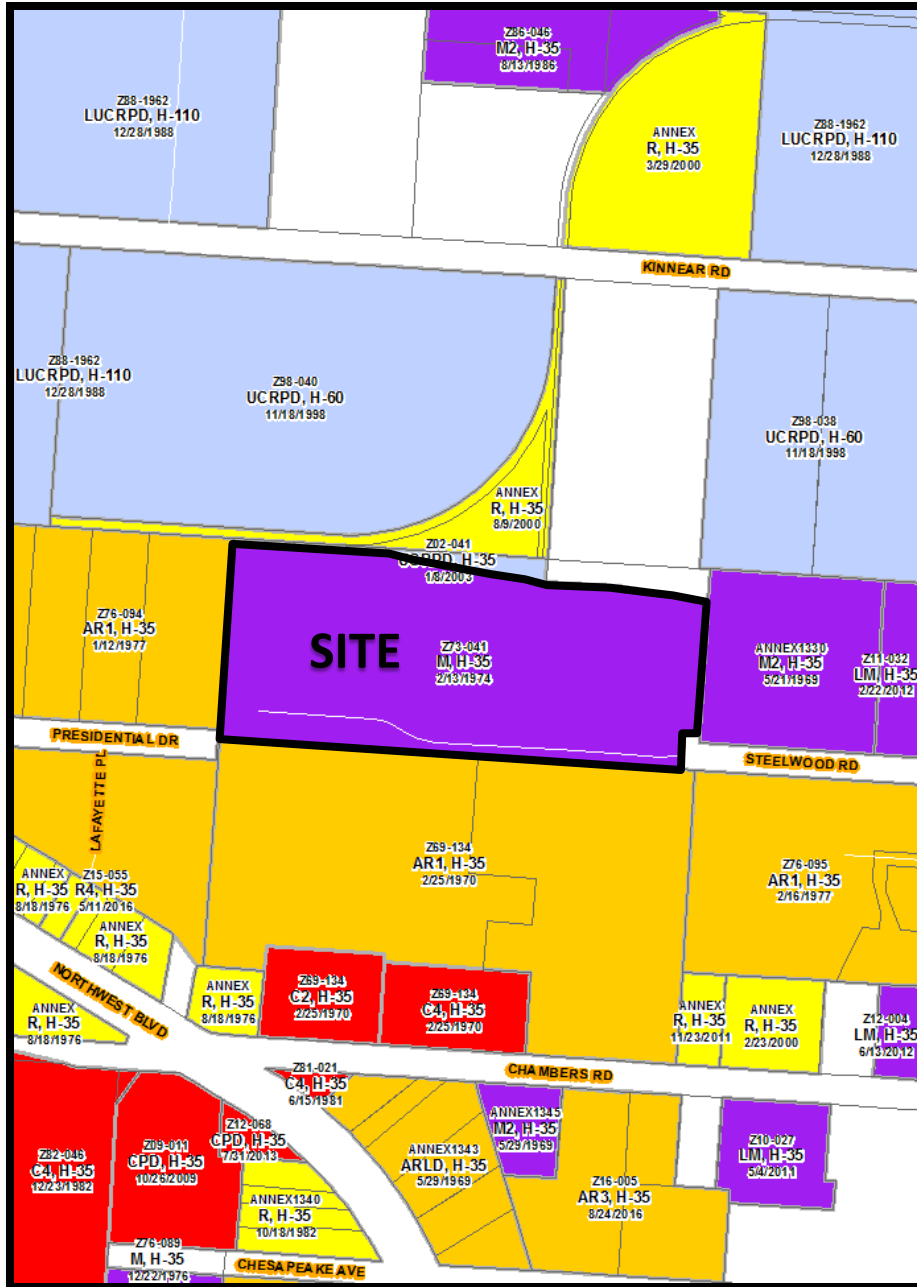 Z86-046
M2, H-35
8/13/1986
Z88-1962
LUCRPD, H-110
12/28/1988
ANNEX
R, H-35
3/29/2000
Z88-1962
LUCRPD, H-110
12/28/1988
KINNEAR RD
Z88-1962
LUCRPD, H-110
12/28/1988
Z98-040
UCRPD, H-60
11/18/1998
Z98-038
UCRPD, H-60
11/18/1998
ANNEX
R, H-35
8/9/2000
Z02-041
UCRPD, H-35
1/8/2003
Z76-094
AR1, H-35
1/12/1977
SITE
Z73-041
M, H-35
2/13/1974
ANNEX1330
M2, H-35
5/21/1969
Z11-032
LM, H-35
2/22/2012
PRESIDENTIAL DR
STEELWOOD RD
LAFAYETTE PL
Z69-134
AR1, H-35
2/25/1970
Z76-095
AR1, H-35
2/16/1977
ANNEX
R, H-35
8/18/1976
Z15-055
R4, H-35
5/11/2016
ANNEX
R, H-35
8/18/1976
NORTHWEST BLVD
ANNEX
R, H-35
8/18/1976
Z69-134
C2, H-35
2/25/1970
Z69-134
C4, H-35
2/25/1970
ANNEX
R, H-35
11/23/2011
ANNEX
R, H-35
2/23/2000
Z12-004
LM, H-35
6/13/2012
ANNEX
R, H-35
8/18/1976
CHAMBERS RD
Z81-021
C4, H-35
6/15/1981
Z82-046
C4, H-35
12/23/1982
Z09-011
CPD, H-35
10/26/2009
Z12-068
CPD, H-35
7/31/2013
ANNEX1345
M2, H-35
5/29/1969
ANNEX1343
ARLD, H-35
5/29/1969
Z16-005
AR3, H-35
8/24/2016
Z10-027
LM, H-35
5/4/2011
ANNEX1340
R, H-35
10/18/1982
Z76-089
M, H-35
12/22/1976
CHESAPEAKE AVE